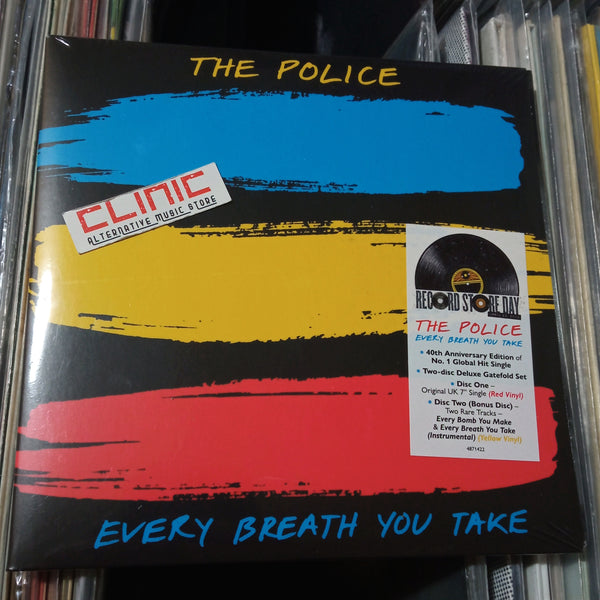 THE POLICE
CLINIC
ALTERNATIVE MUSIC STORE
RECORD STORE DAY
THE POLICE
EVERY BREATH YOU TAKE
• 40th Anniversary Edition of
No. 1 Global Hit Single
• Two-disc Deluxe Gatefold Set
• Disc One –
Original UK 7" Single (Red Vinyl)
• Disc Two (Bonus Disc) –
Two Rare Tracks –
Every Bomb You Make
& Every Breath You Take
(Instrumental) (Yellow Vinyl)
4871422
EVERY BREATH YOU TAKE